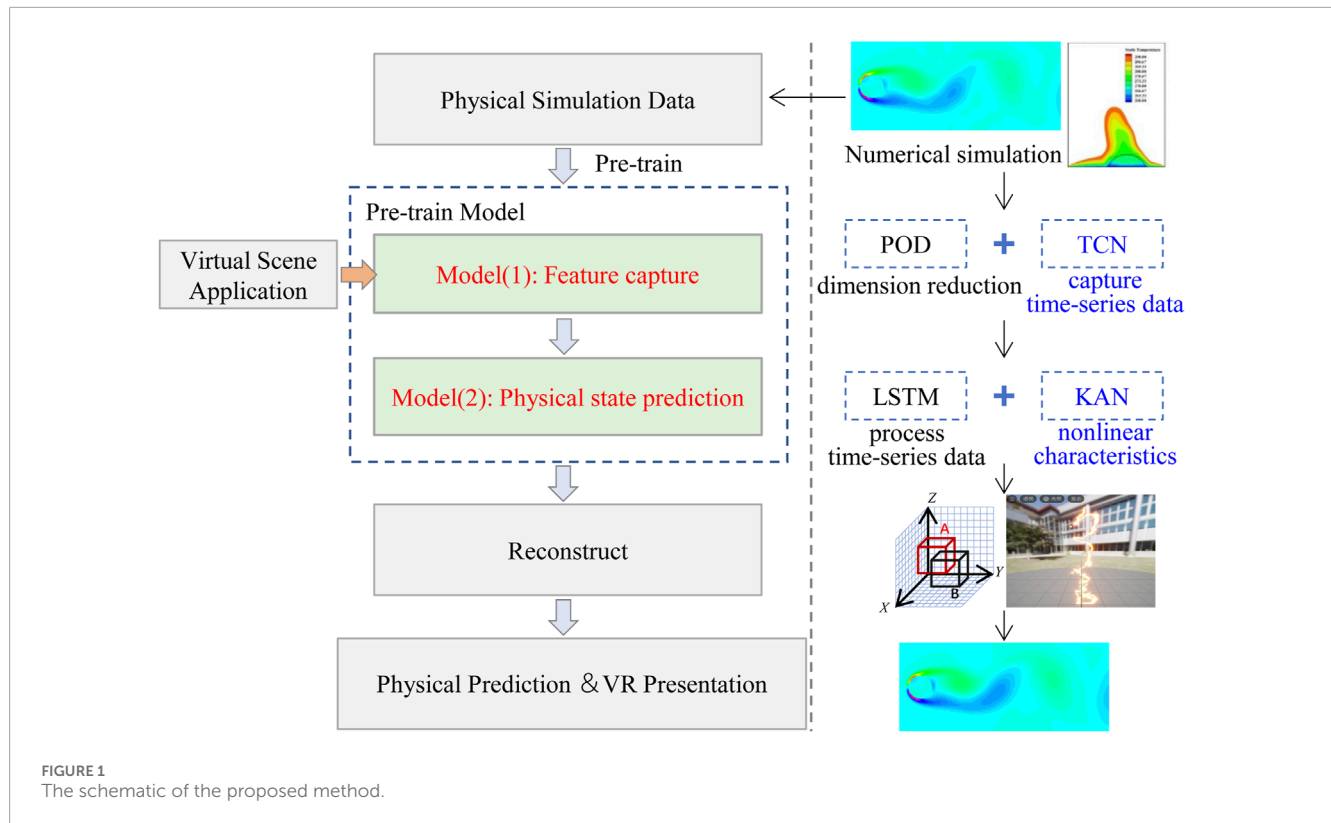 Physical Simulation Data
Pre-train
Pre-train Model
Virtual Scene
Application
Model(1): Feature capture
Model(2): Physical state prediction
Reconstruct
Physical Prediction &VR Presentation
Static Temperature
Numerical simulation
POD
+
TCN
dimension reduction
capture
time-series data
LSTM
+
KAN
process
time-series data
nonlinear
characteristics
Z
A
Y
B
X
FIGURE 1
The schematic of the proposed method.